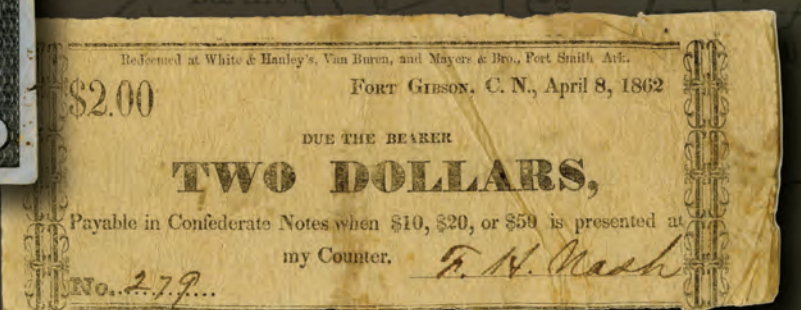 Redeemed at White & Hanley's, Van Buren, and Mayers & Bro., Fort Smith Ark.
$2.00
FORT GIBSON, C. N., April 8, 1862
DUE THE BEARER
TWO DOLLARS,
Payable in Confederate Notes when $10, $20, or $50 is presented at
my Counter.
F. H. Nash
No. 279